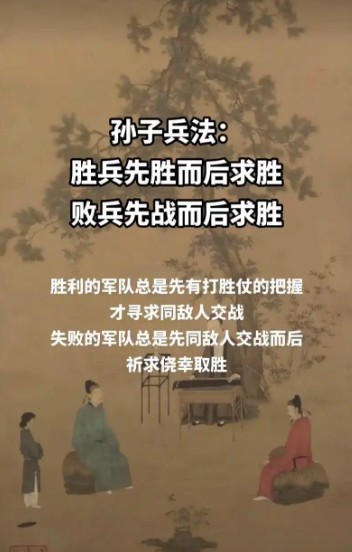 孙子兵法：
胜兵先胜而后求胜
败兵先战而后求胜
胜利的军队总是先有打胜仗的把握
才寻求同敌人交战
失败的军队总是先同敌人交战而后
祈求侥幸取胜